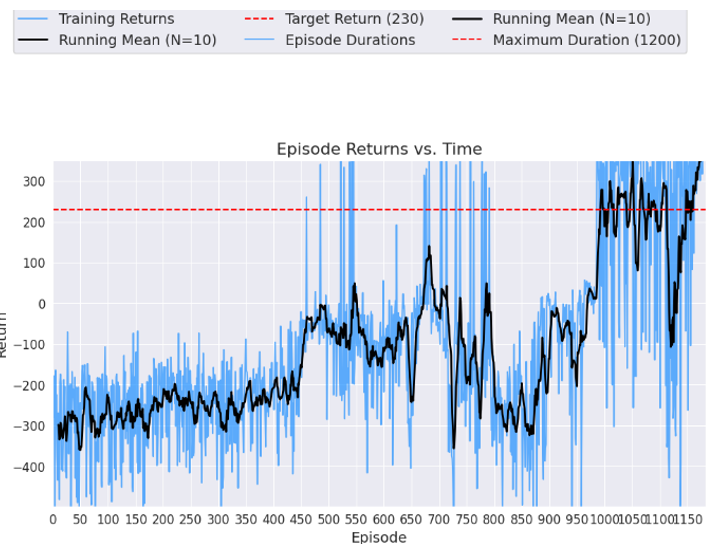 Training Returns Target Return (230) Running Mean (N=10)
Running Mean (N=10) Episode Durations Maximum Duration (1200)
Episode Returns vs. Time
300
200
100
0
−100
−200
−300
−400
Return
0 50 100 150 200 250 300 350 400 450 500 550 600 650 700 750 800 850 900 950 1000 1050 1100 1150
Episode